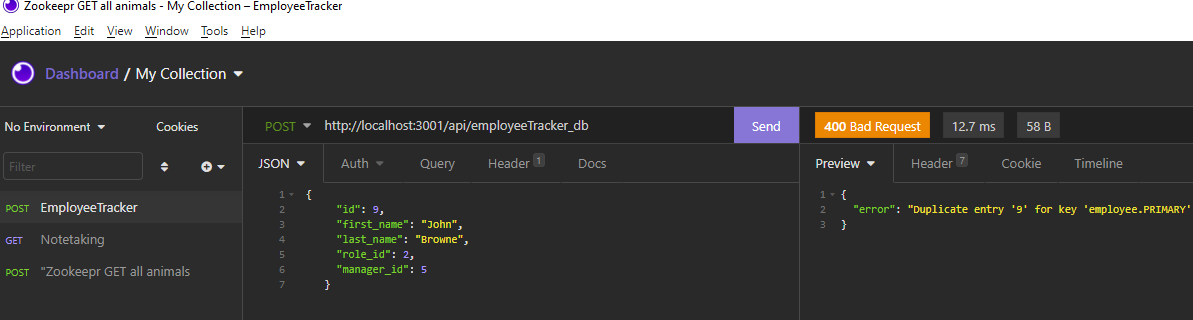 Zookeepr GET all animals - My Collection – EmployeeTracker
Application Edit View Window Tools Help
Dashboard / My Collection
No Environment Cookies
POST http://localhost:3001/api/employeeTracker_db Send
400 Bad Request 12.7 ms 58 B
Filter
JSON Auth Query Header 1 Docs
Preview Header 7 Cookie Timeline
POST EmployeeTracker
GET Notetaking
POST "Zookeepr GET all animals
1 {
2 "id": 9,
3 "first_name": "John",
4 "last_name": "Browne",
5 "role_id": 2,
6 "manager_id": 5
7 }
1 {
2 "error": "Duplicate entry '9' for key 'employee.PRIMARY'
3 }